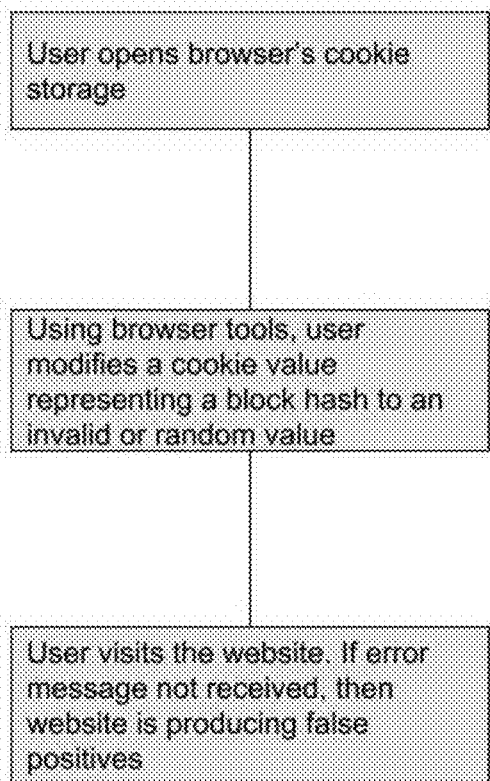 User opens browser's cookie
storage
Using browser tools, user
modifies a cookie value
representing a block hash to an
invalid or random value
User visits the website. If error
message not received, then
website is producing false
positives